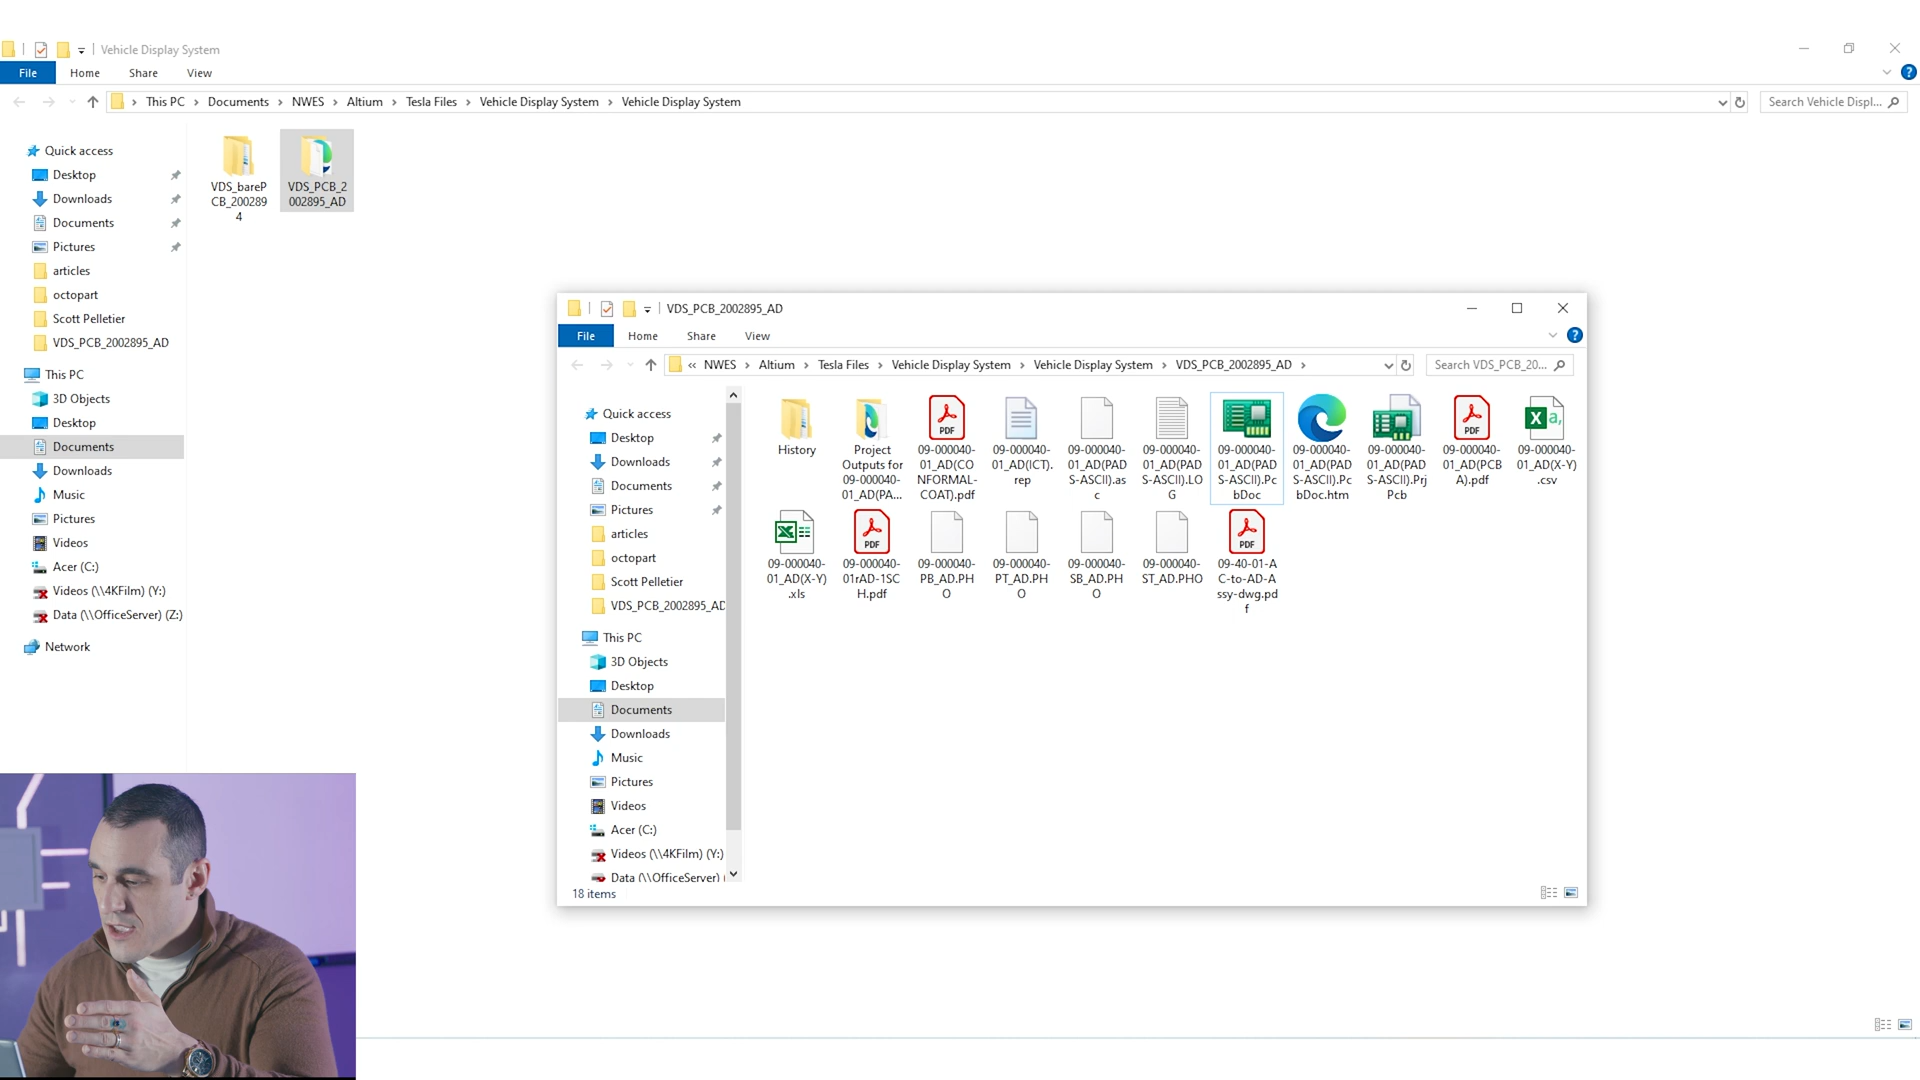 Vehicle Display System
File Home Share View
This PC Documents NWES Altium Tesla Files Vehicle Display System Vehicle Display System
Search Vehicle Displ...
Quick access
Desktop
Downloads
Documents
Pictures
articles
octopart
Scott Pelletier
VDS_PCB_2002895_AD
This PC
3D Objects
Desktop
Documents
Downloads
Music
Pictures
Videos
Acer (C:)
Videos (\\4KFilm) (Y:)
Data (\\OfficeServer) (Z:)
Network
VDS_bareP
CB_200289
4
VDS_PCB_2
002895_AD
VDS_PCB_2002895_AD
File Home Share View
« NWES Altium Tesla Files Vehicle Display System Vehicle Display System VDS_PCB_2002895_AD
Search VDS_PCB_20...
Quick access
Desktop
Downloads
Documents
Pictures
articles
octopart
Scott Pelletier
VDS_PCB_2002895_AD
This PC
3D Objects
Desktop
Documents
Downloads
Music
Pictures
Videos
Acer (C:)
Videos (\\4KFilm) (Y:)
Data (\\OfficeServer) (
History
Project
Outputs for
09-000040-
01_AD(PA...
PDF
09-000040-
01_AD(CO
NFORMAL-
COAT).pdf
09-000040-
01_AD(ICT).
rep
09-000040-
01_AD(PAD
S-ASCII).as
c
09-000040-
01_AD(PAD
S-ASCII).LO
G
09-000040-
01_AD(PAD
S-ASCII).Pc
bDoc
09-000040-
01_AD(PAD
S-ASCII).Pc
bDoc.htm
09-000040-
01_AD(PAD
S-ASCII).Prj
Pcb
PDF
09-000040-
01_AD(PCB
A).pdf
X a,
09-000040-
01_AD(X-Y)
.csv
X
09-000040-
01_AD(X-Y)
.xls
PDF
09-000040-
01rAD-1SC
H.pdf
09-000040-
PB_AD.PH
O
09-000040-
PT_AD.PH
O
09-000040-
SB_AD.PH
O
09-000040-
ST_AD.PHO
PDF
09-40-01-A
C-to-AD-A
ssy-dwg.pd
f
18 items